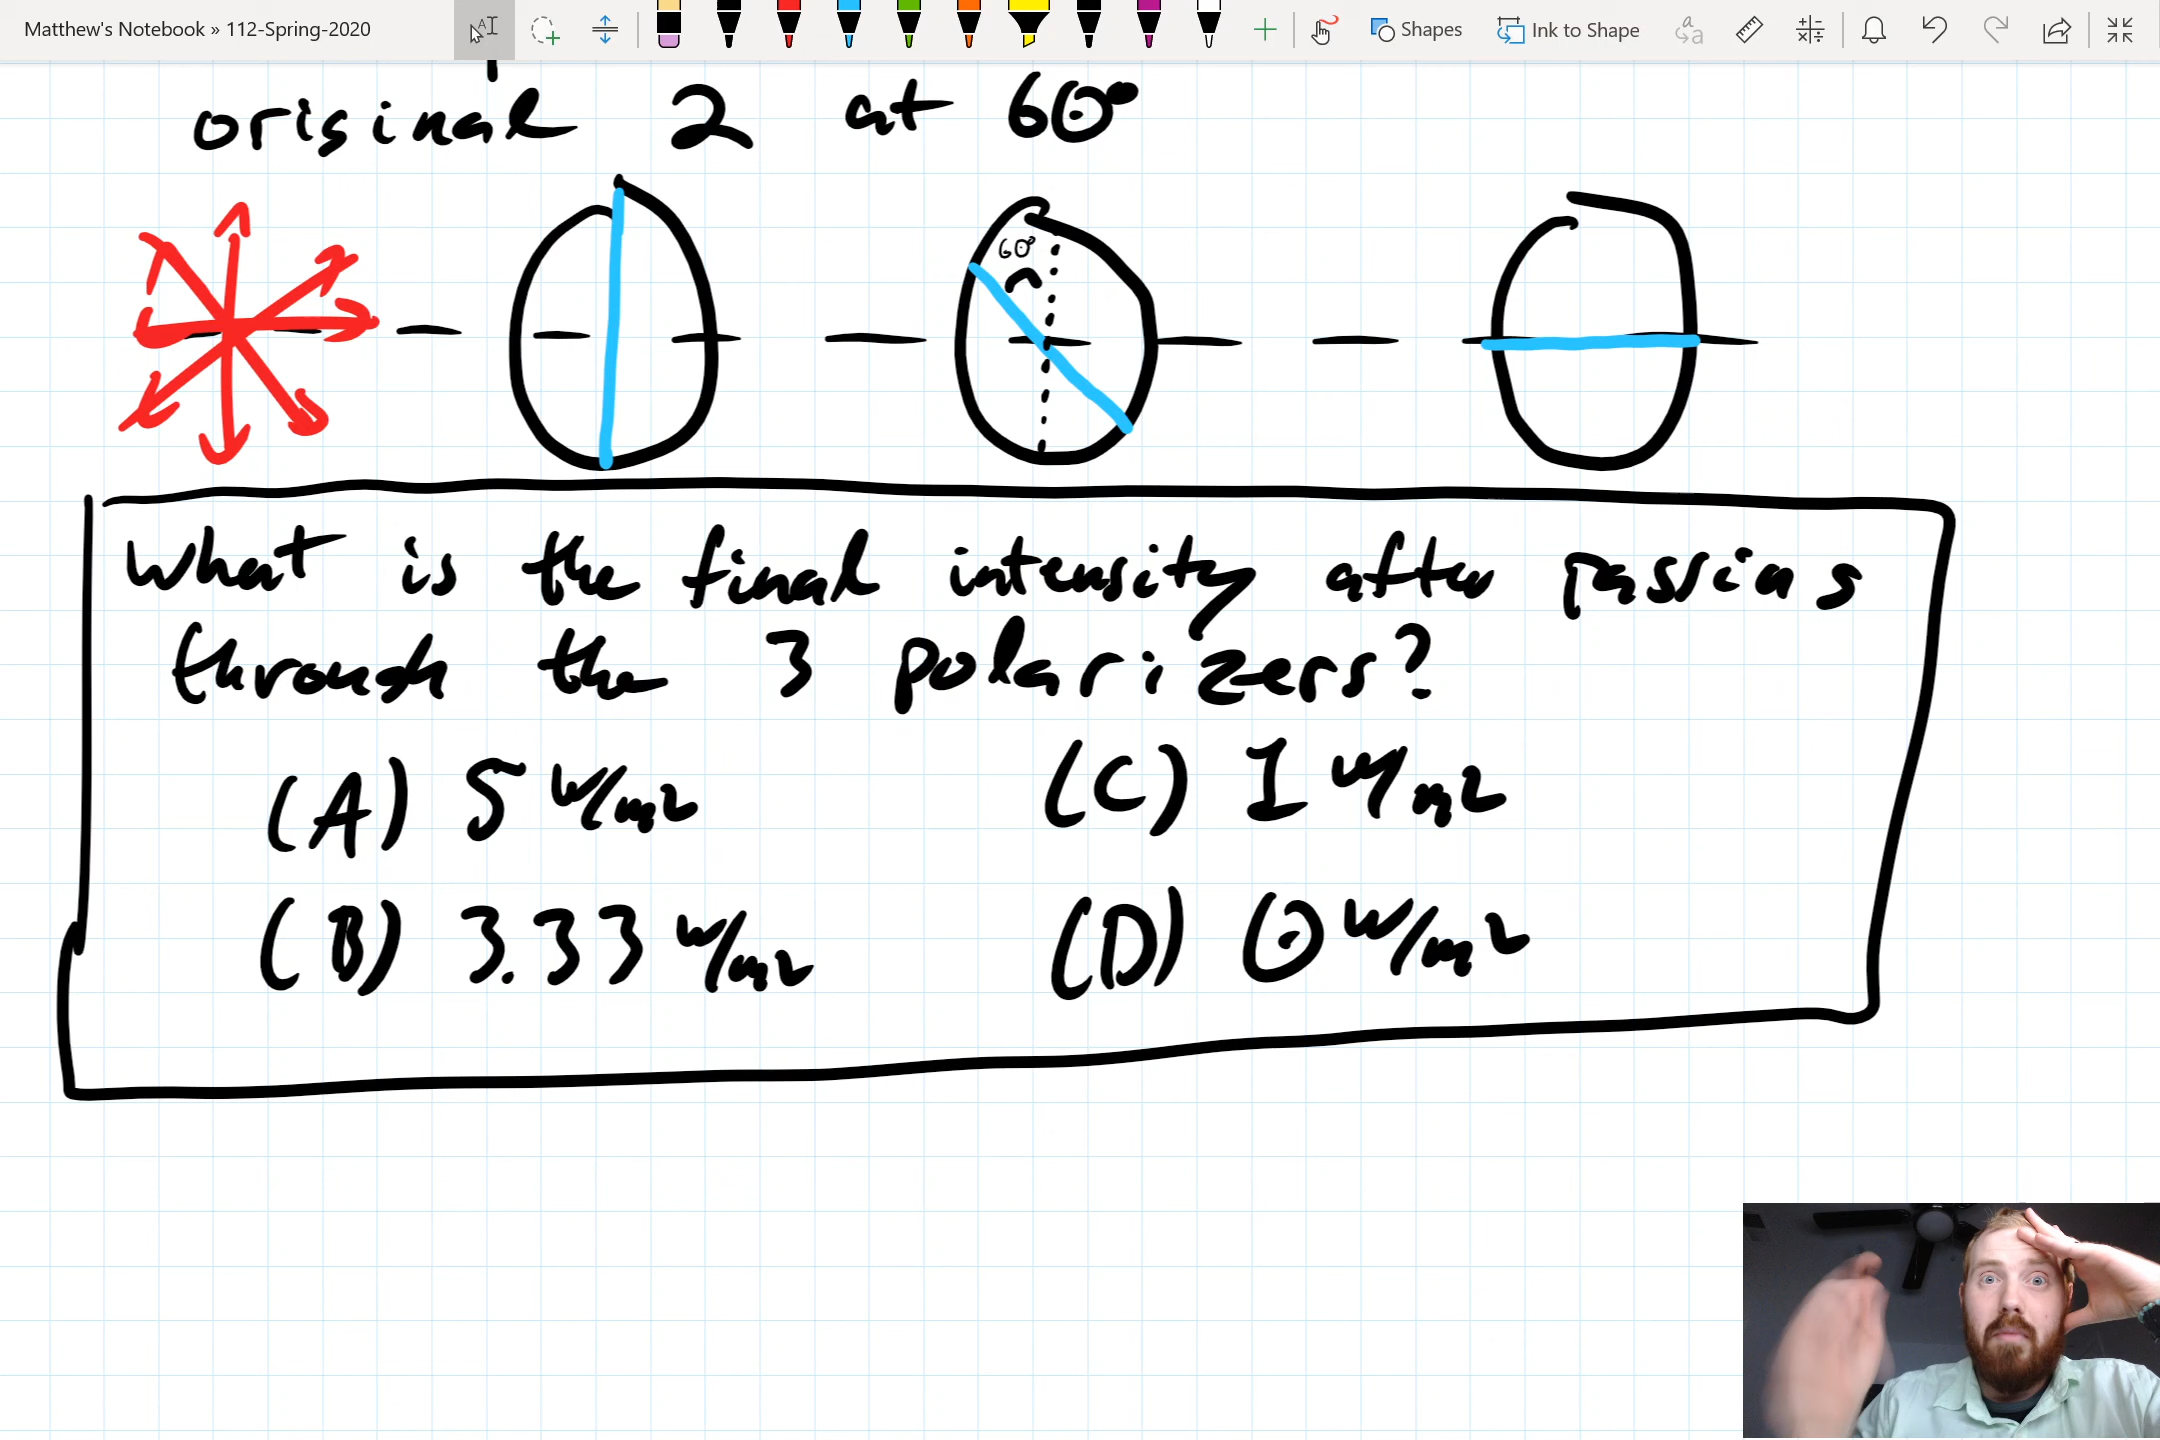 Matthew's Notebook » 112-Spring-2020
Shapes
Ink to Shape
original 2 at 60°
60°
What is the final intensity after passing
through the 3 polarizers?
(A) 5 W/m2
(C) 1 W/m2
(B) 3.33 W/m2
(D) 0 W/m2